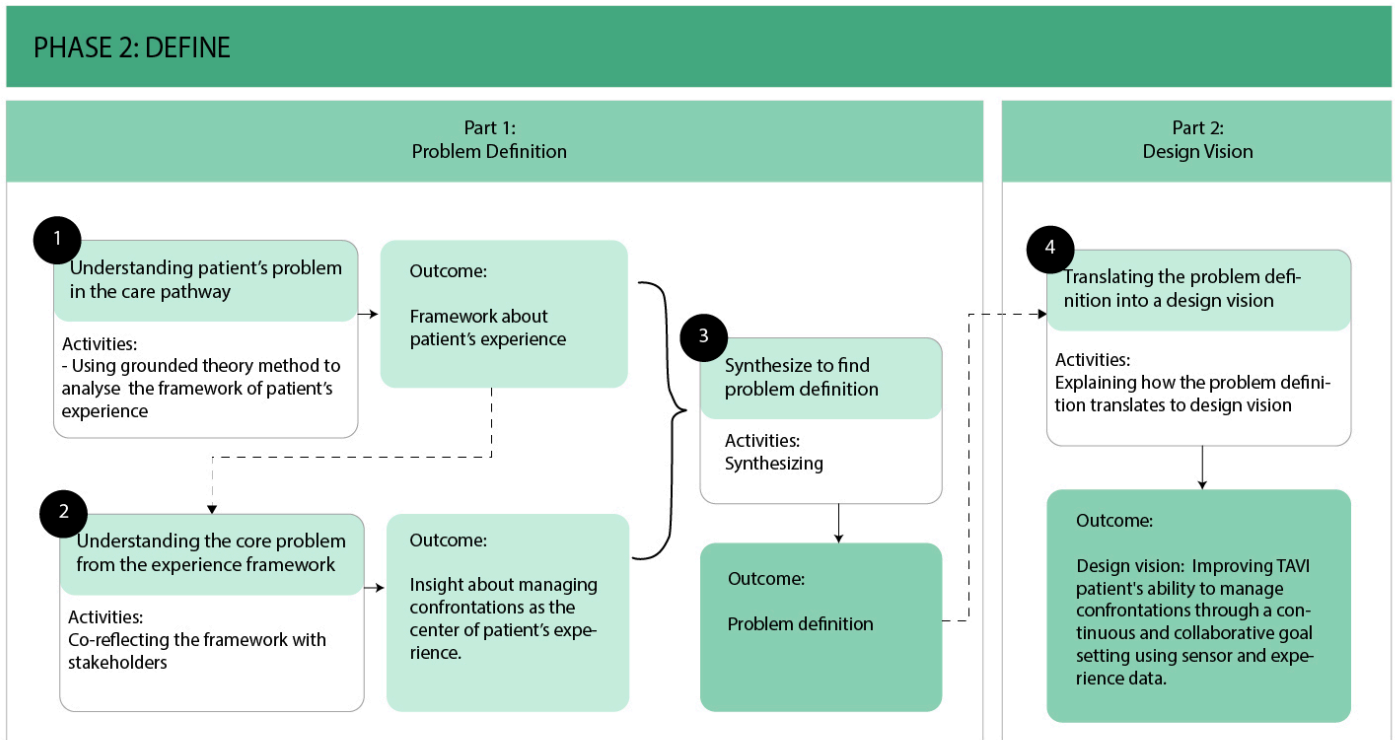 PHASE 2: DEFINE
Part 1:
Problem Definition
Part 2:
Design Vision
1
Understanding patient’s problem
in the care pathway
Activities:
- Using grounded theory method to
analyse  the framework of patient’s
experience
Outcome:
Framework about
patient’s experience
2
Understanding the core problem
from the experience framework
Activities:
Co-reflecting the framework with
stakeholders
Outcome:
Insight about managing
confrontations as the
center of patient’s expe-
rience.
3
Synthesize to find
problem definition
Activities:
Synthesizing
Outcome:
Problem definition
4
Translating the problem defi-
nition into a design vision
Activities:
Explaining how the problem defini-
tion translates to design vision
Outcome:
Design vision:  Improving TAVI
patient's ability to manage
confrontations through a con-
tinuous and collaborative goal
setting using sensor and expe-
rience data.